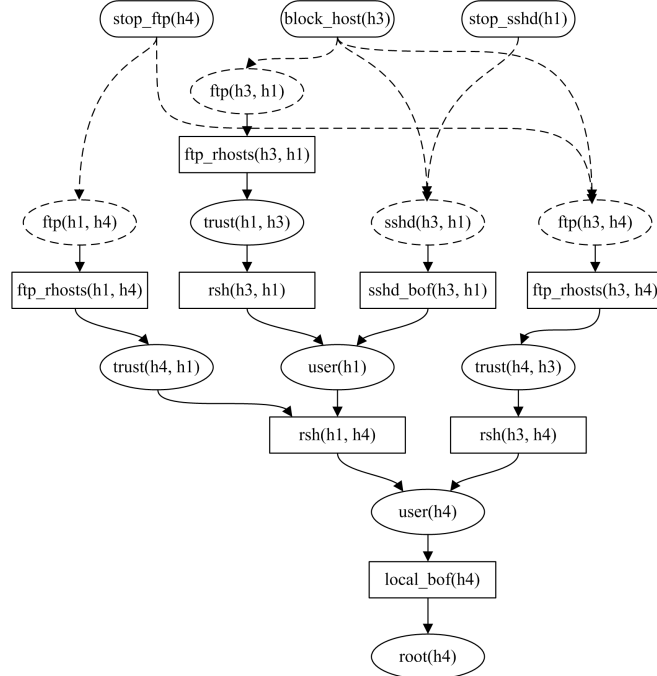 stop_ftp(h4)
block_host(h3)
stop_sshd(h1)
ftp(h3, h1)
ftp_rhosts(h3, h1)
ftp(h1, h4)
trust(h1, h3)
sshd(h3, h1)
ftp(h3, h4)
ftp_rhosts(h1, h4)
rsh(h3, h1)
sshd_bof(h3, h1)
ftp_rhosts(h3, h4)
trust(h4, h1)
user(h1)
trust(h4, h3)
rsh(h1, h4)
rsh(h3, h4)
user(h4)
local_bof(h4)
root(h4)